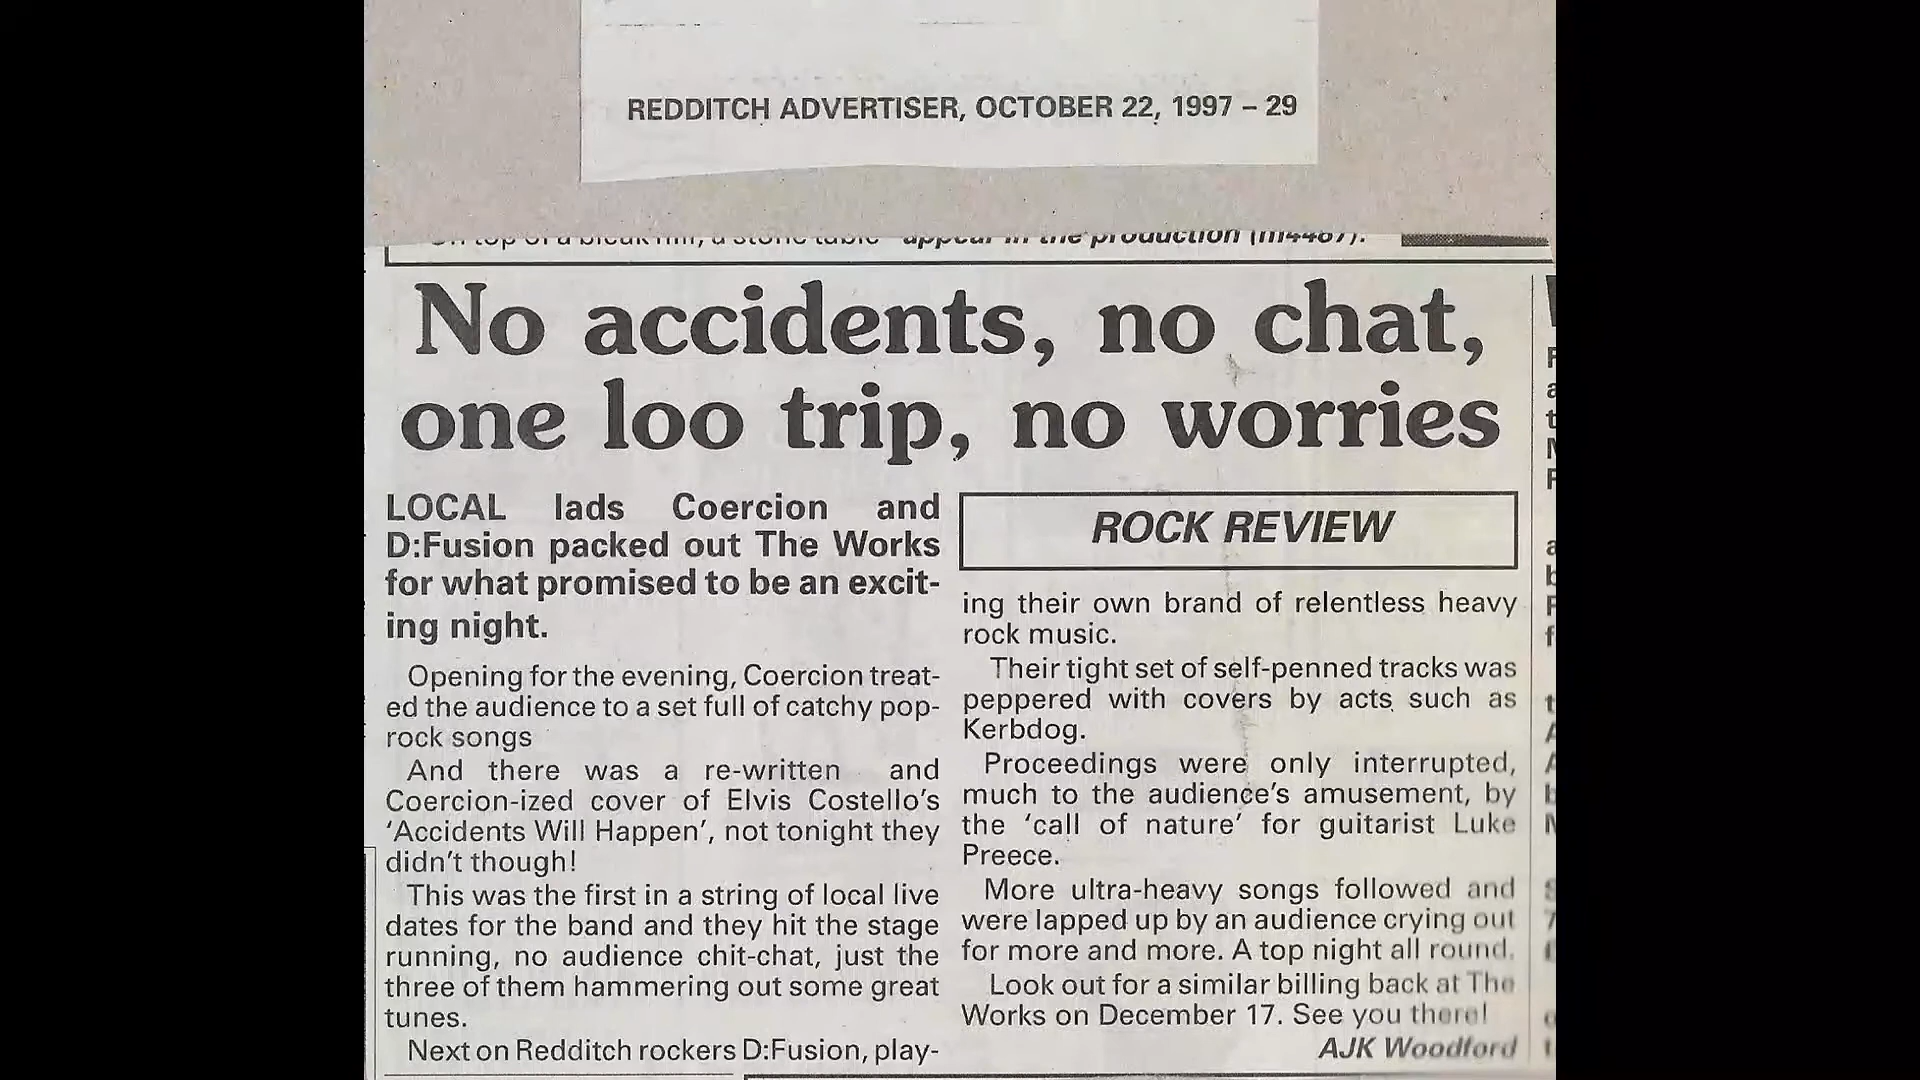 REDDITCH ADVERTISER, OCTOBER 22, 1997 – 29
appear in the production (m4487).
No accidents, no chat,
one loo trip, no worries
LOCAL lads Coercion and
D:Fusion packed out The Works
for what promised to be an excit-
ing night.
Opening for the evening, Coercion treat-
ed the audience to a set full of catchy pop-
rock songs
And there was a re-written and
Coercion-ized cover of Elvis Costello's
'Accidents Will Happen', not tonight they
didn't though!
This was the first in a string of local live
dates for the band and they hit the stage
running, no audience chit-chat, just the
three of them hammering out some great
tunes.
Next on Redditch rockers D:Fusion, play-
ROCK REVIEW
ing their own brand of relentless heavy
rock music.
Their tight set of self-penned tracks was
peppered with covers by acts such as
Kerbdog.
Proceedings were only interrupted,
much to the audience's amusement, by
the 'call of nature' for guitarist Luke
Preece.
More ultra-heavy songs followed and
were lapped up by an audience crying out
for more and more. A top night all round.
Look out for a similar billing back at The
Works on December 17. See you there!
AJK Woodford